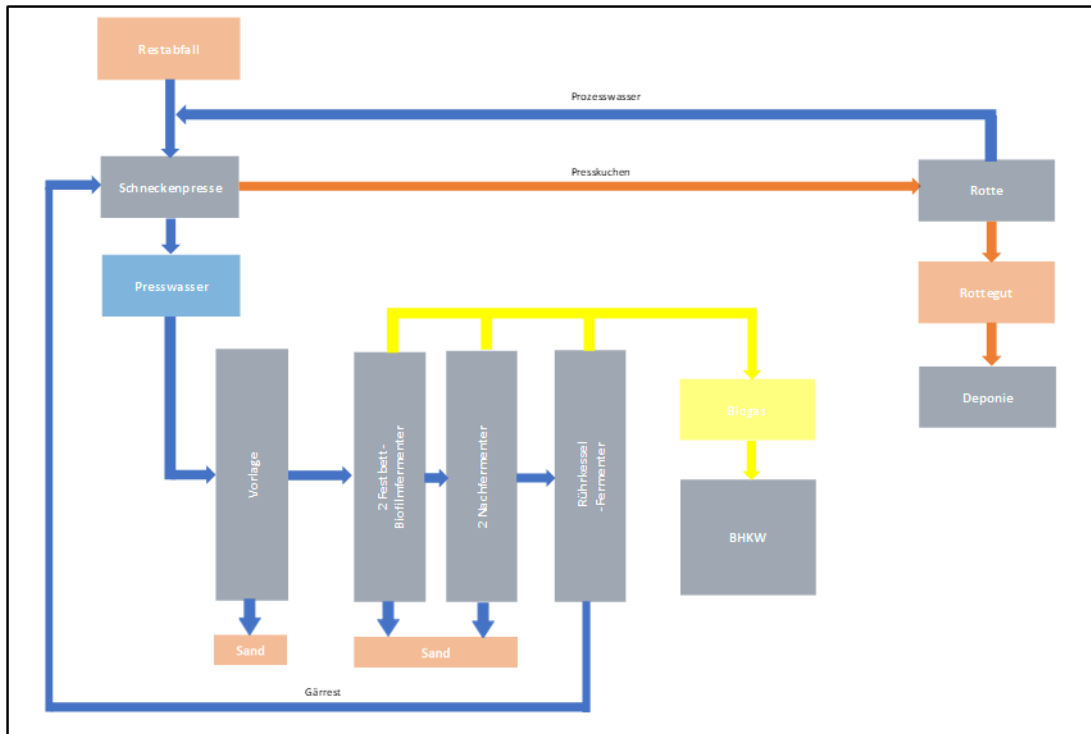 Restabfall
Prozesswasser
Schneckenpresse
Presskuchen
Rotte
Presswasser
Rottegut
Vorlage
2 Festbett-
Biofilmfermenter
2 Nachfermenter
Rührkessel
-Fermenter
Biogas
Deponie
BHKW
Sand
Sand
Gärrest